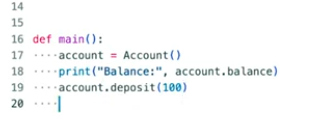 14
15
16 def main():
17 ····account = Account()
18 ····print("Balance:", account.balance)
19 ····account.deposit(100)
20 ····